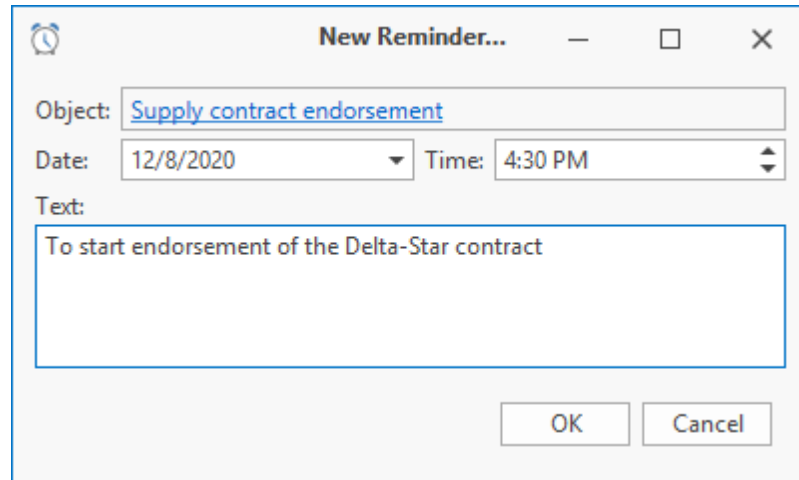 New Reminder...
Object: Supply contract endorsement
Date: 12/8/2020 Time: 4:30 PM
Text:
To start endorsement of the Delta-Star contract
OK Cancel